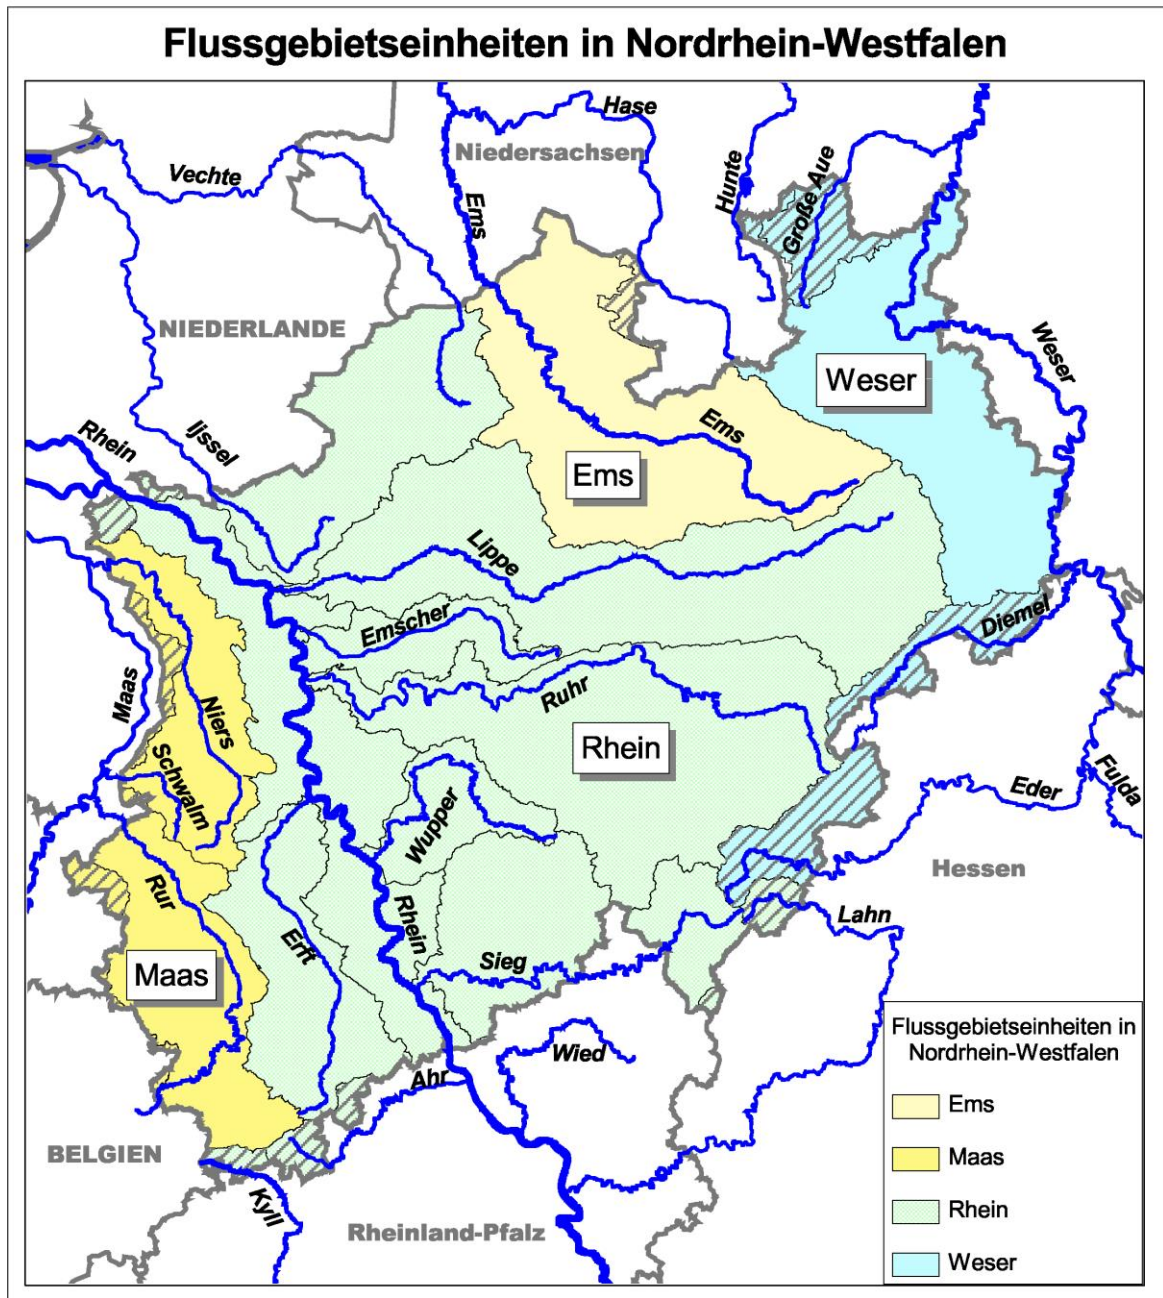 Flussgebietseinheiten in Nordrhein-Westfalen
Hase
Niedersachsen
Vechte
Ems
Hunte
Große Aue
NIEDERLANDE
Weser
Weser
Rhein
Ijssel
Ems
Ems
Lippe
Emscher
Diemel
Maas
Niers
Ruhr
Rhein
Schwalm
Wupper
Eder
Fulda
Hessen
Rur
Rhein
Lahn
Erft
Sieg
Maas
Wied
Ahr
BELGIEN
Kyll
Rheinland-Pfalz
Flussgebietseinheiten in
Nordrhein-Westfalen
Ems
Maas
Rhein
Weser